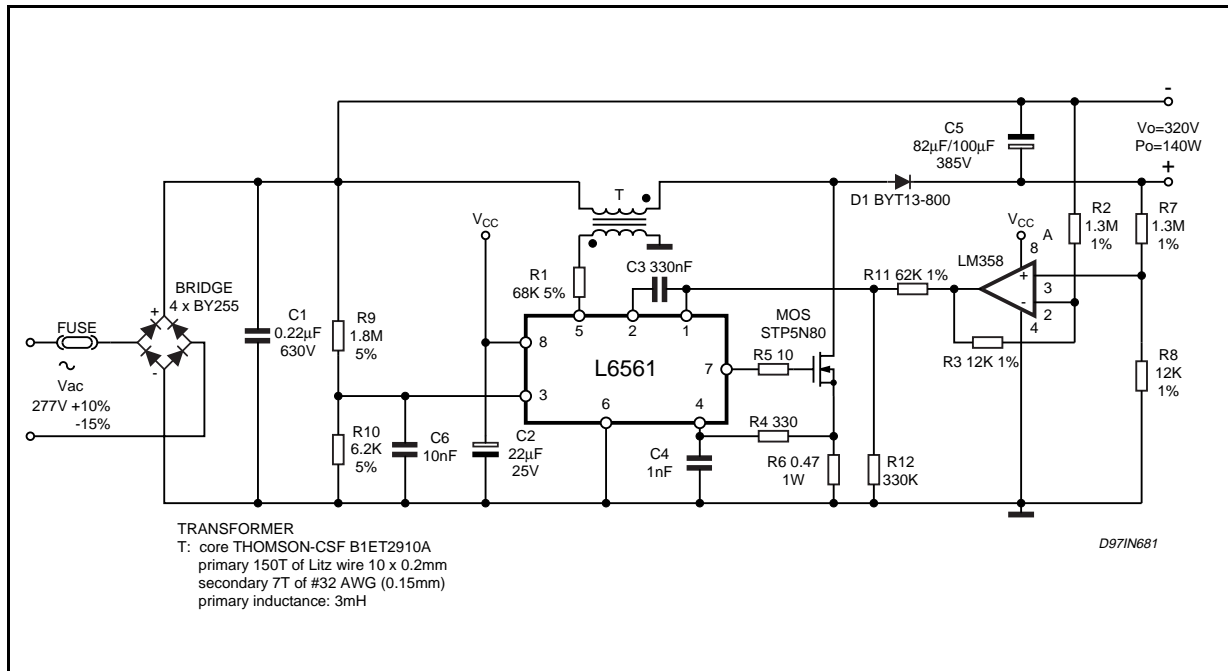 -
C5
82µF/100µF
385V
Vo=320V
Po=140W
+
T
D1 BYT13-800
VCC
VCC
8
A
R2
1.3M
1%
R7
1.3M
1%
LM358
+
3
-
2
4
R11 62K 1%
R3 12K 1%
R8
12K
1%
BRIDGE
4 x BY255
+
-
FUSE
Vac
277V +10%
-15%
C1
0.22µF
630V
R9
1.8M
5%
R10
6.2K
5%
C6
10nF
C2
22µF
25V
R1
68K 5%
C3 330nF
5
2
1
8
L6561
7
3
6
4
R5 10
MOS
STP5N80
R4 330
C4
1nF
R6 0.47
1W
R12
330K
TRANSFORMER
T: core THOMSON-CSF B1ET2910A
primary 150T of Litz wire 10 x 0.2mm
secondary 7T of #32 AWG (0.15mm)
primary inductance: 3mH
D97IN681